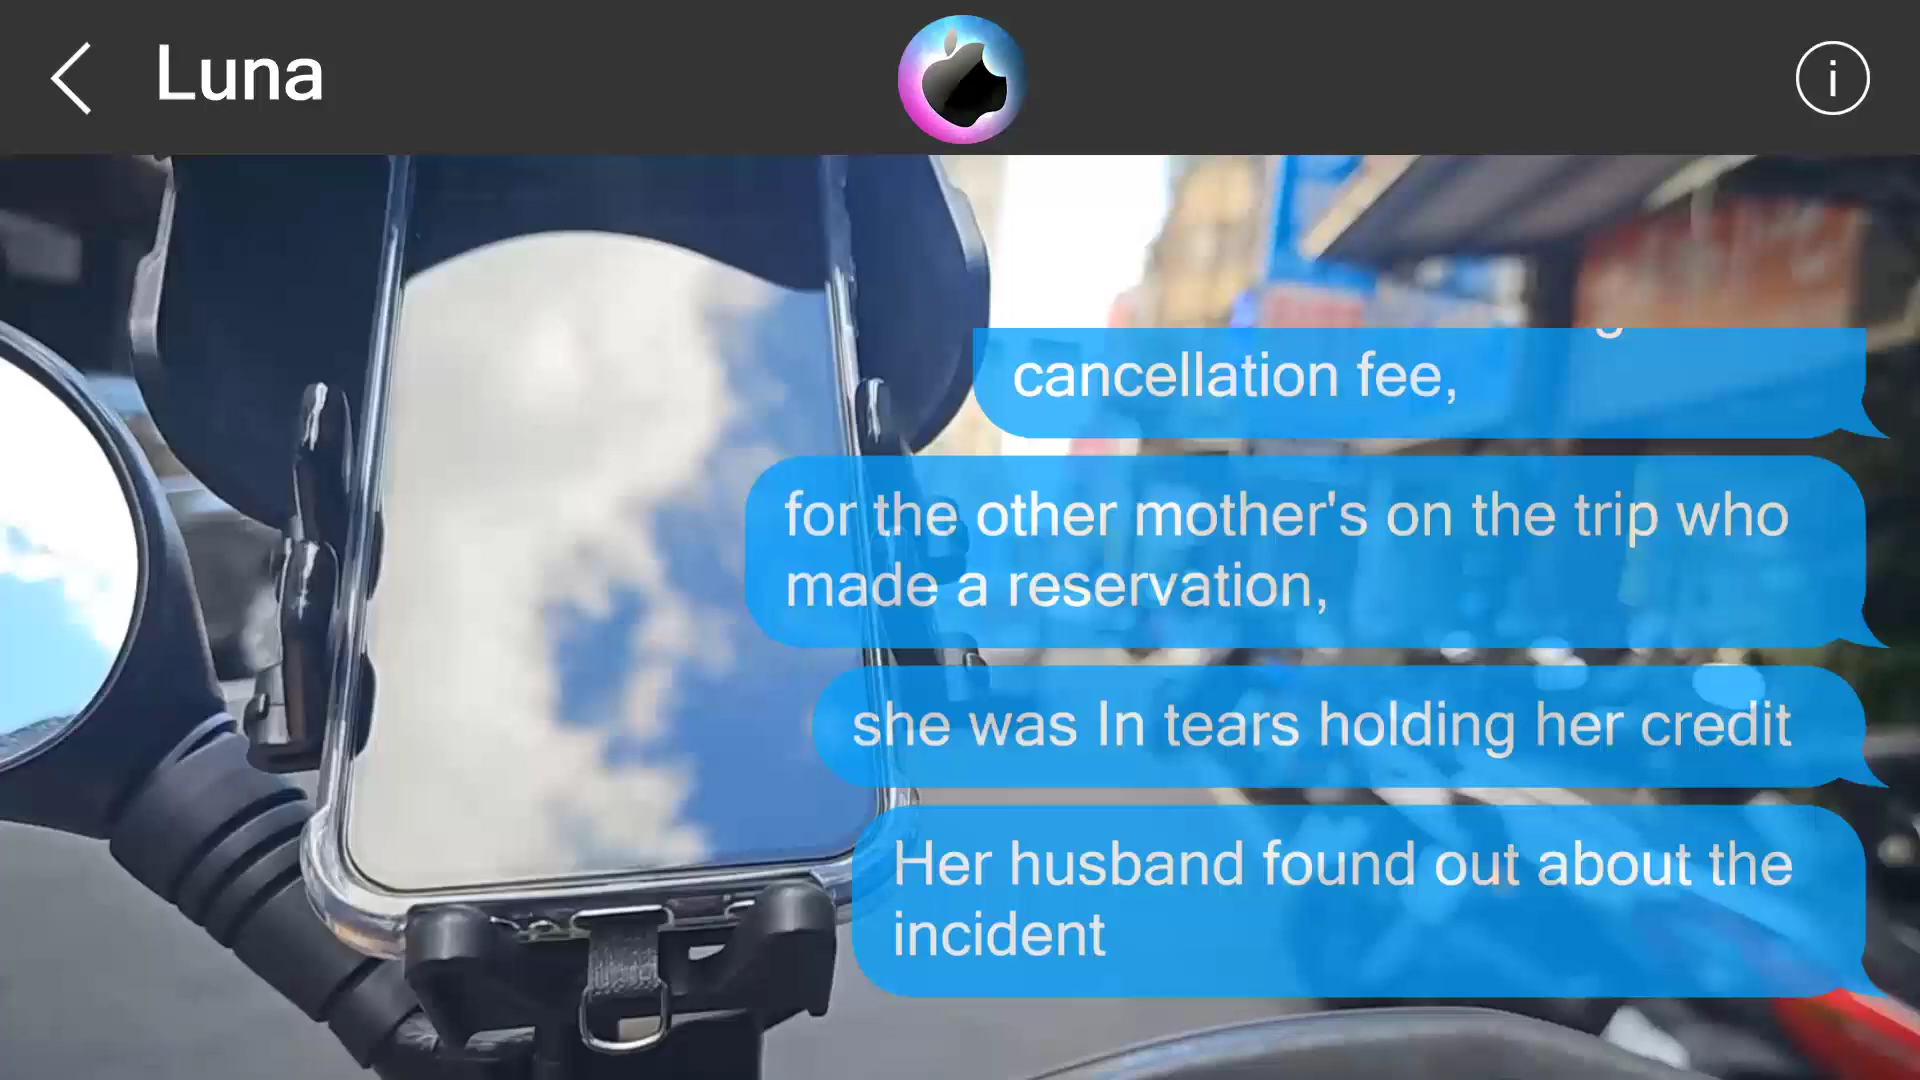 Luna
cancellation fee,
for the other mother's on the trip who
made a reservation,
she was In tears holding her credit
Her husband found out about the
incident